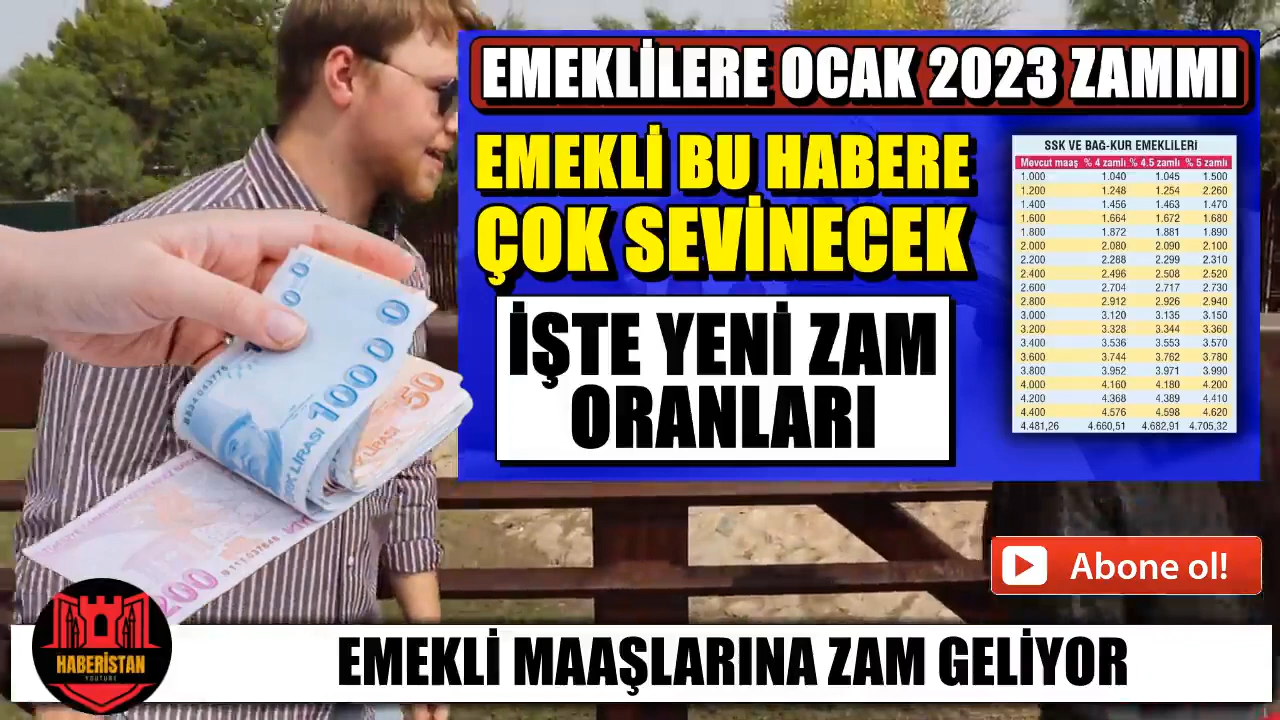 EMEKLİLERE OCAK 2023 ZAMMI
EMEKLİ BU HABERE
ÇOK SEVİNECEK
İŞTE YENİ ZAM
ORANLARI
SSK VE BAĞ-KUR EMEKLİLERİ
Mevcut maaş % 4 zamlı % 4.5 zamlı % 5 zamlı
1.000 1.040 1.045 1.500
1.200 1.248 1.254 2.260
1.400 1.456 1.463 1.470
1.600 1.664 1.672 1.680
1.800 1.872 1.881 1.890
2.000 2.080 2.090 2.100
2.200 2.288 2.299 2.310
2.400 2.496 2.508 2.520
2.600 2.704 2.717 2.730
2.800 2.912 2.926 2.940
3.000 3.120 3.135 3.150
3.200 3.328 3.344 3.360
3.400 3.536 3.553 3.570
3.600 3.744 3.762 3.780
3.800 3.952 3.971 3.990
4.000 4.160 4.180 4.200
4.200 4.368 4.389 4.410
4.400 4.576 4.598 4.620
4.481,26 4.660,51 4.682,91 4.705,32
100
50
200
Abone ol!
HABERİSTAN
YOUTUBE
EMEKLİ MAAŞLARINA ZAM GELİYOR